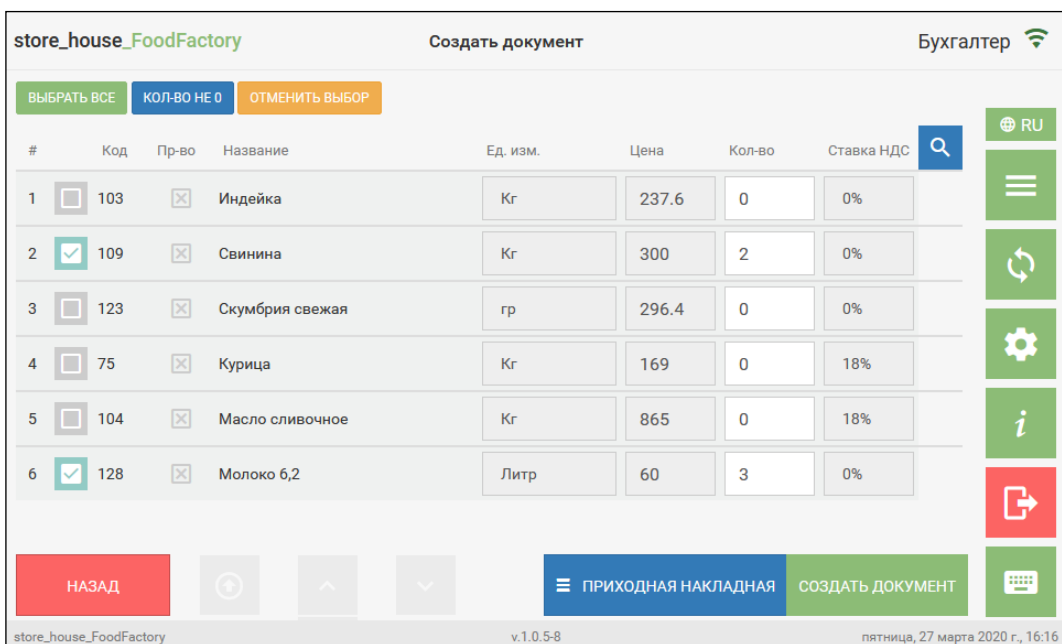 store_house_FoodFactory Создать документ Бухгалтер
ВЫБРАТЬ ВСЕ КОЛ-ВО НЕ 0 ОТМЕНИТЬ ВЫБОР
RU
# Код Пр-во Название Ед. изм. Цена Кол-во Ставка НДС
1 103 Индейка Кг 237.6 0 0%
2 109 Свинина Кг 300 2 0%
3 123 Скумбрия свежая гр 296.4 0 0%
4 75 Курица Кг 169 0 18%
5 104 Масло сливочное Кг 865 0 18%
6 128 Молоко 6,2 Литр 60 3 0%
НАЗАД ПРИХОДНАЯ НАКЛАДНАЯ СОЗДАТЬ ДОКУМЕНТ
store_house_FoodFactory v.1.0.5-8 пятница, 27 марта 2020 г., 16:16